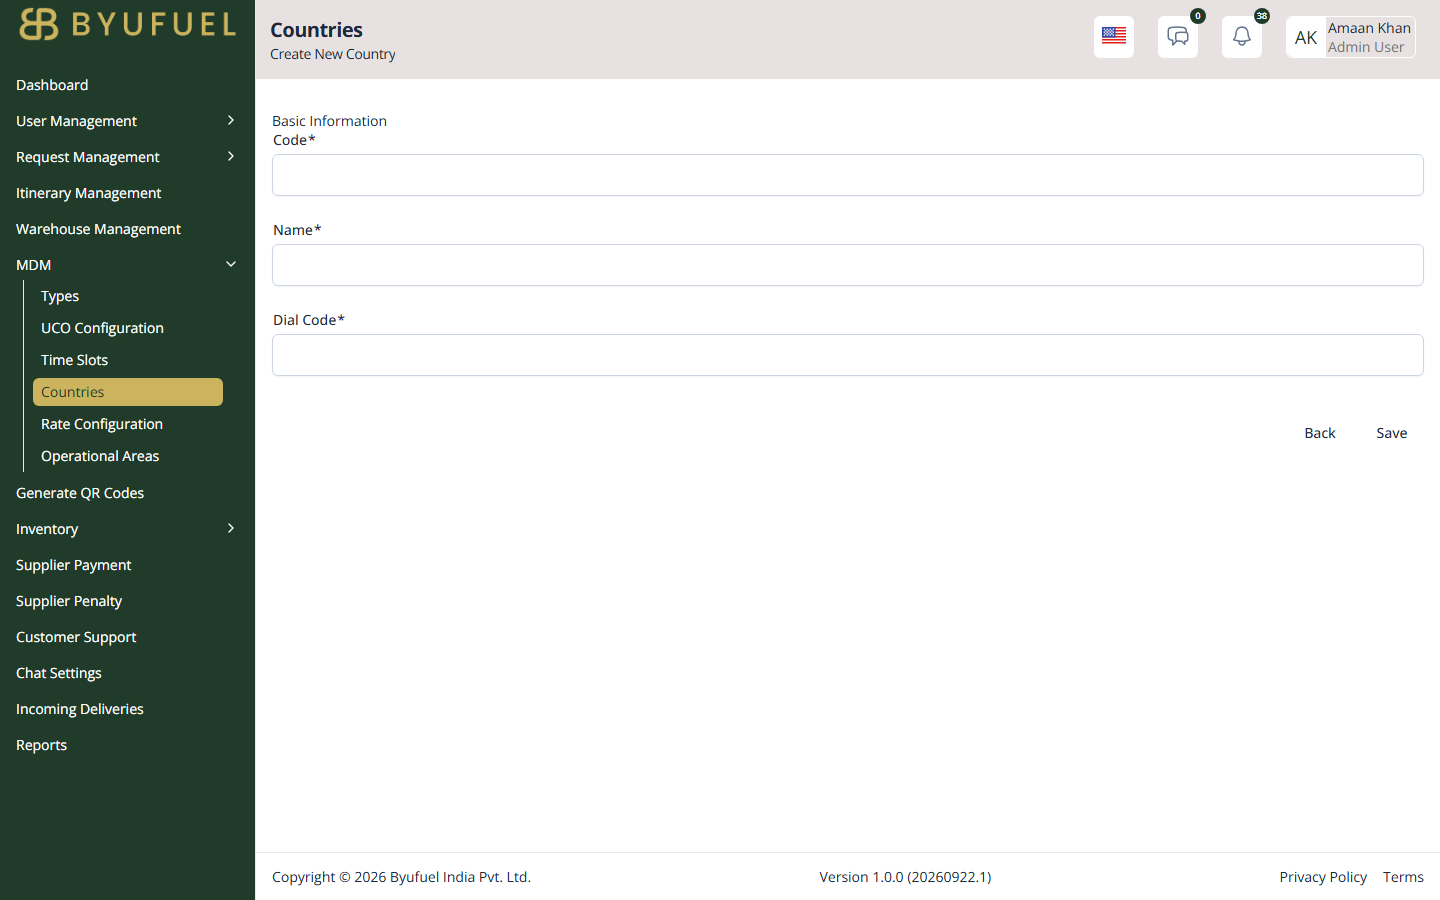 BYUFUEL
Dashboard
User Management
Request Management
Itinerary Management
Warehouse Management
MDM
Types
UCO Configuration
Time Slots
Countries
Rate Configuration
Operational Areas
Generate QR Codes
Inventory
Supplier Payment
Supplier Penalty
Customer Support
Chat Settings
Incoming Deliveries
Reports
Countries
Create New Country
0
38
AK
Amaan Khan
Admin User
Basic Information
Code*
Name*
Dial Code*
Back
Save
Copyright © 2026 Byufuel India Pvt. Ltd.
Version 1.0.0 (20260922.1)
Privacy Policy
Terms